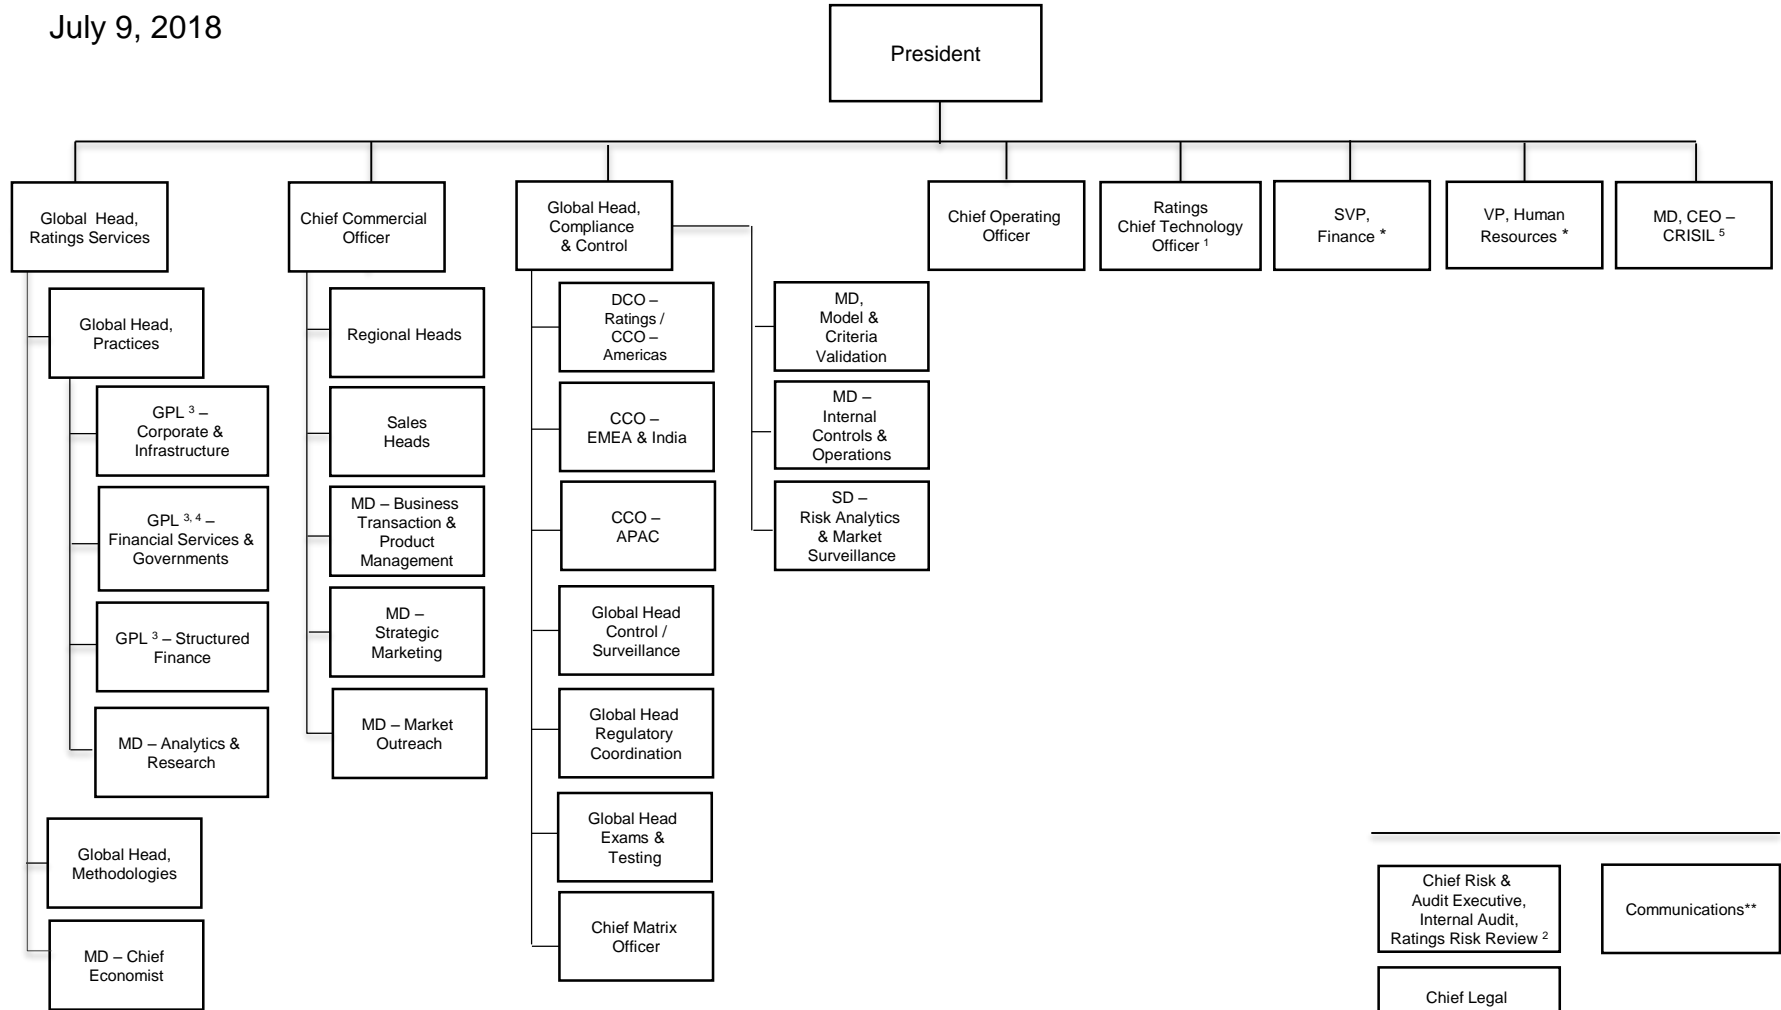 July 9, 2018
President
Global Head,
Ratings Services
Chief Commercial
Officer
Global Head,
Compliance
& Control
Chief Operating
Officer
Ratings
Chief Technology
Officer ¹
SVP,
Finance *
VP, Human
Resources *
MD, CEO –
CRISIL ⁵
Global Head,
Practices
GPL ³ –
Corporate &
Infrastructure
GPL ³, ⁴ –
Financial Services &
Governments
GPL ³ – Structured
Finance
MD – Analytics &
Research
Global Head,
Methodologies
MD – Chief
Economist
Regional Heads
Sales
Heads
MD – Business
Transaction &
Product
Management
MD –
Strategic
Marketing
MD – Market
Outreach
DCO –
Ratings /
CCO –
Americas
CCO –
EMEA & India
CCO –
APAC
Global Head
Control /
Surveillance
Global Head
Regulatory
Coordination
Global Head
Exams &
Testing
Chief Matrix
Officer
MD,
Model &
Criteria
Validation
MD –
Internal
Controls &
Operations
SD –
Risk Analytics
& Market
Surveillance
Chief Risk &
Audit Executive,
Internal Audit,
Ratings Risk Review ²
Communications**
Chief Legal